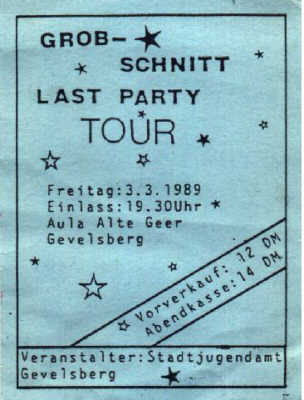 GROB-
SCHNITT
LAST PARTY
TOUR
Freitag:3.3.1989
Einlass:19.30Uhr
Aula Alte Geer
Gevelsberg
Vorverkauf: 12 DM
Abendkasse: 14 DM
Veranstalter:Stadtjugendamt
Gevelsberg